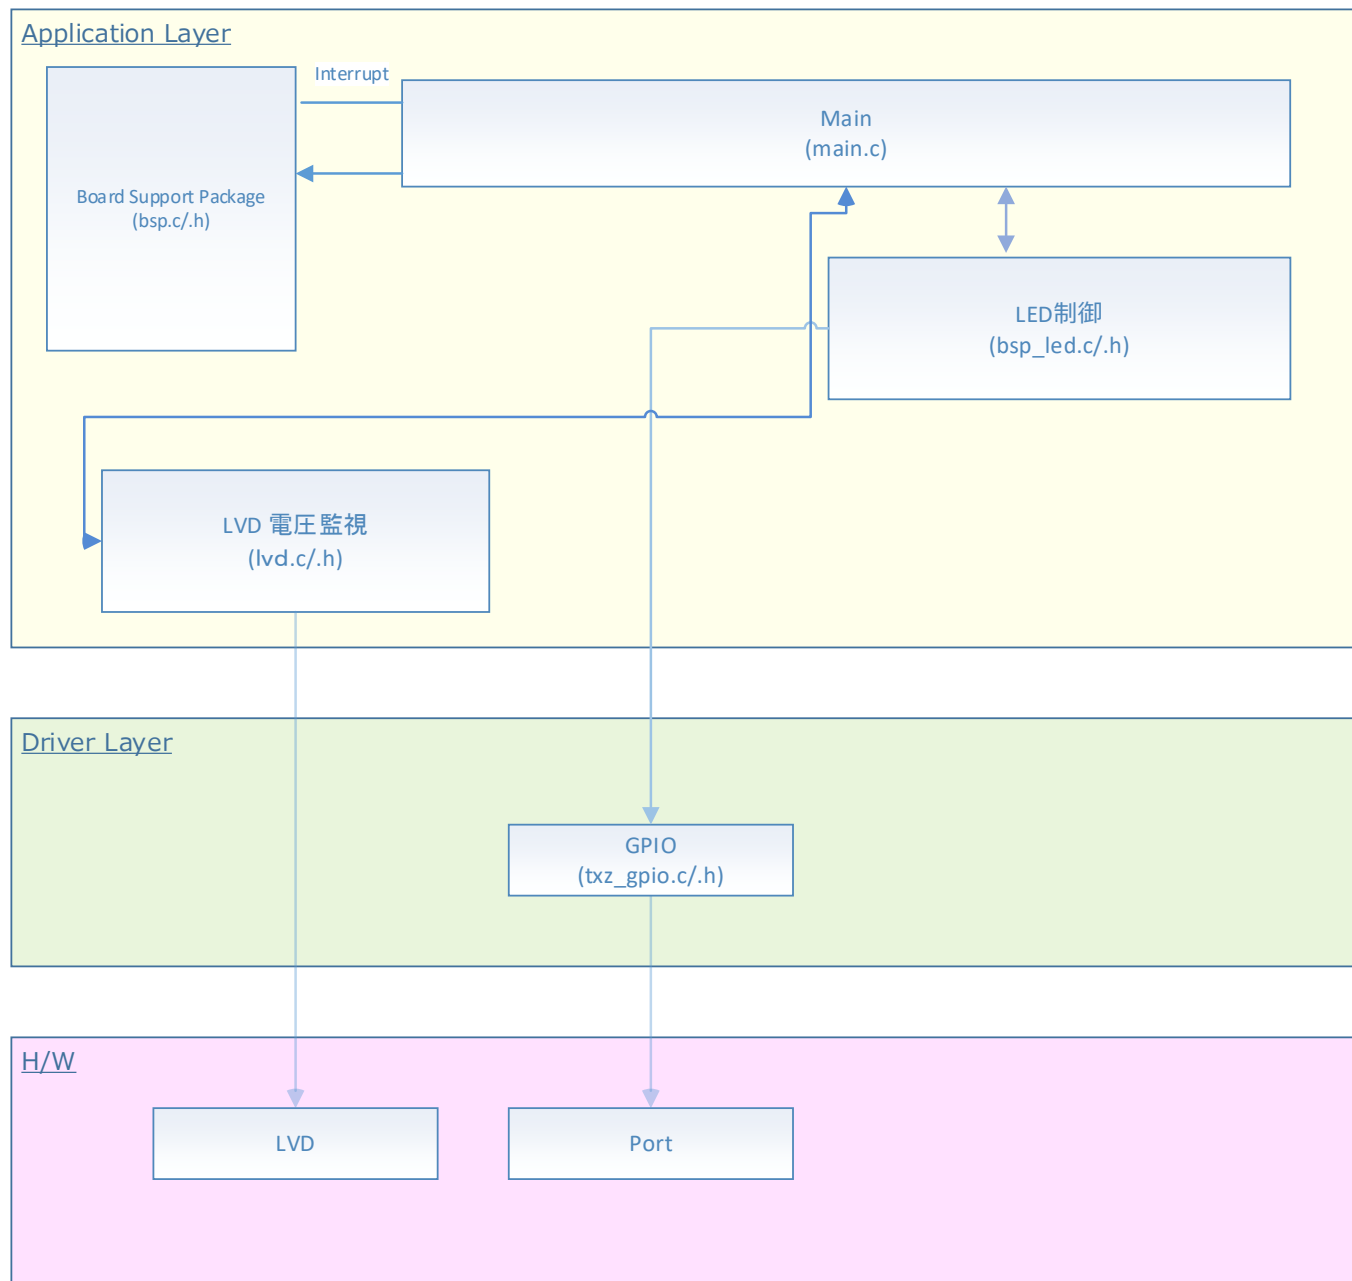 Application Layer
Interrupt
Main
(main.c)
Board Support Package
(bsp.c/.h)
LED制御
(bsp_led.c/.h)
LVD 電圧監視
(lvd.c/.h)
Driver Layer
GPIO
(txz_gpio.c/.h)
H/W
LVD
Port